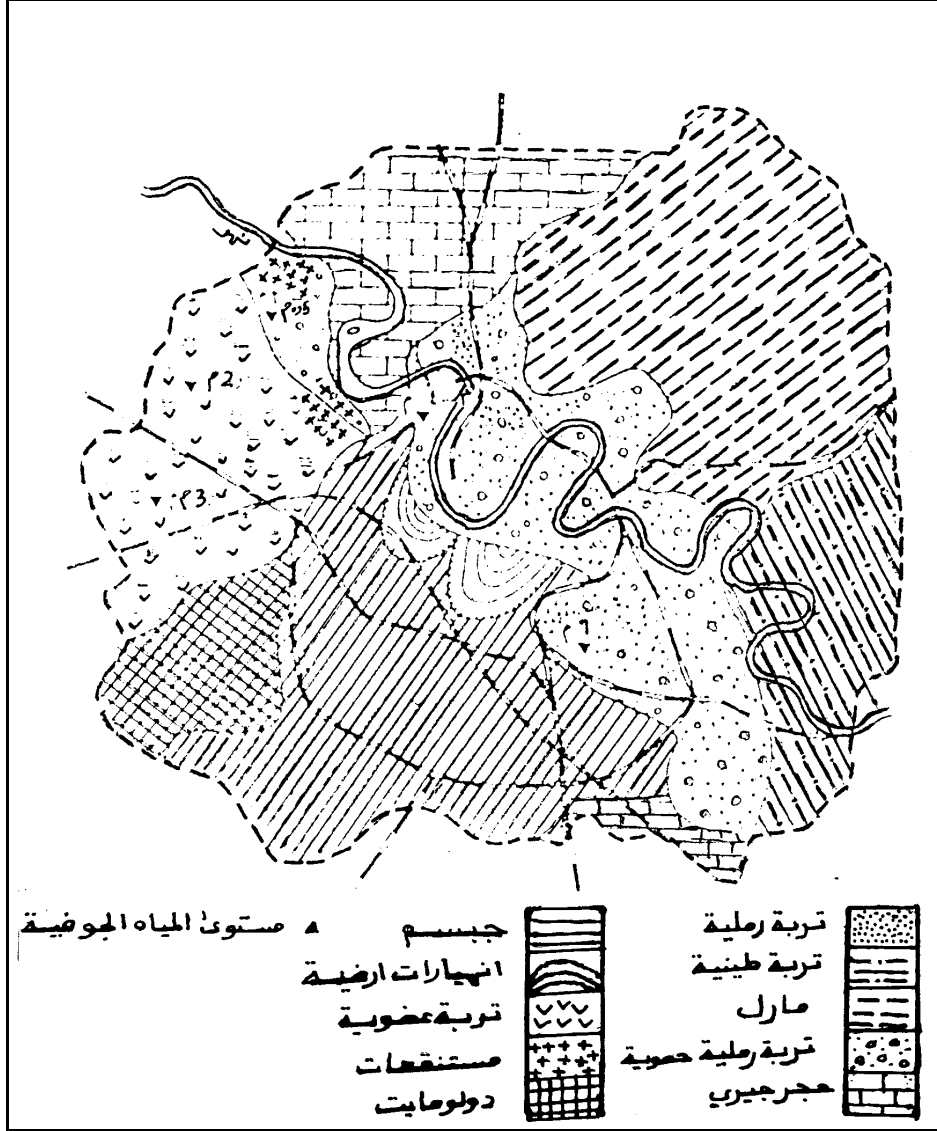 نهر
م2
م3
تربة رملية
تربة طينية
مارل
تربة رملية حصوية
حجر جيري
جبسم
انهيارات ارضية
تربة عضوية
مستنقعات
دولومايت
مستوى المياه الجوفية